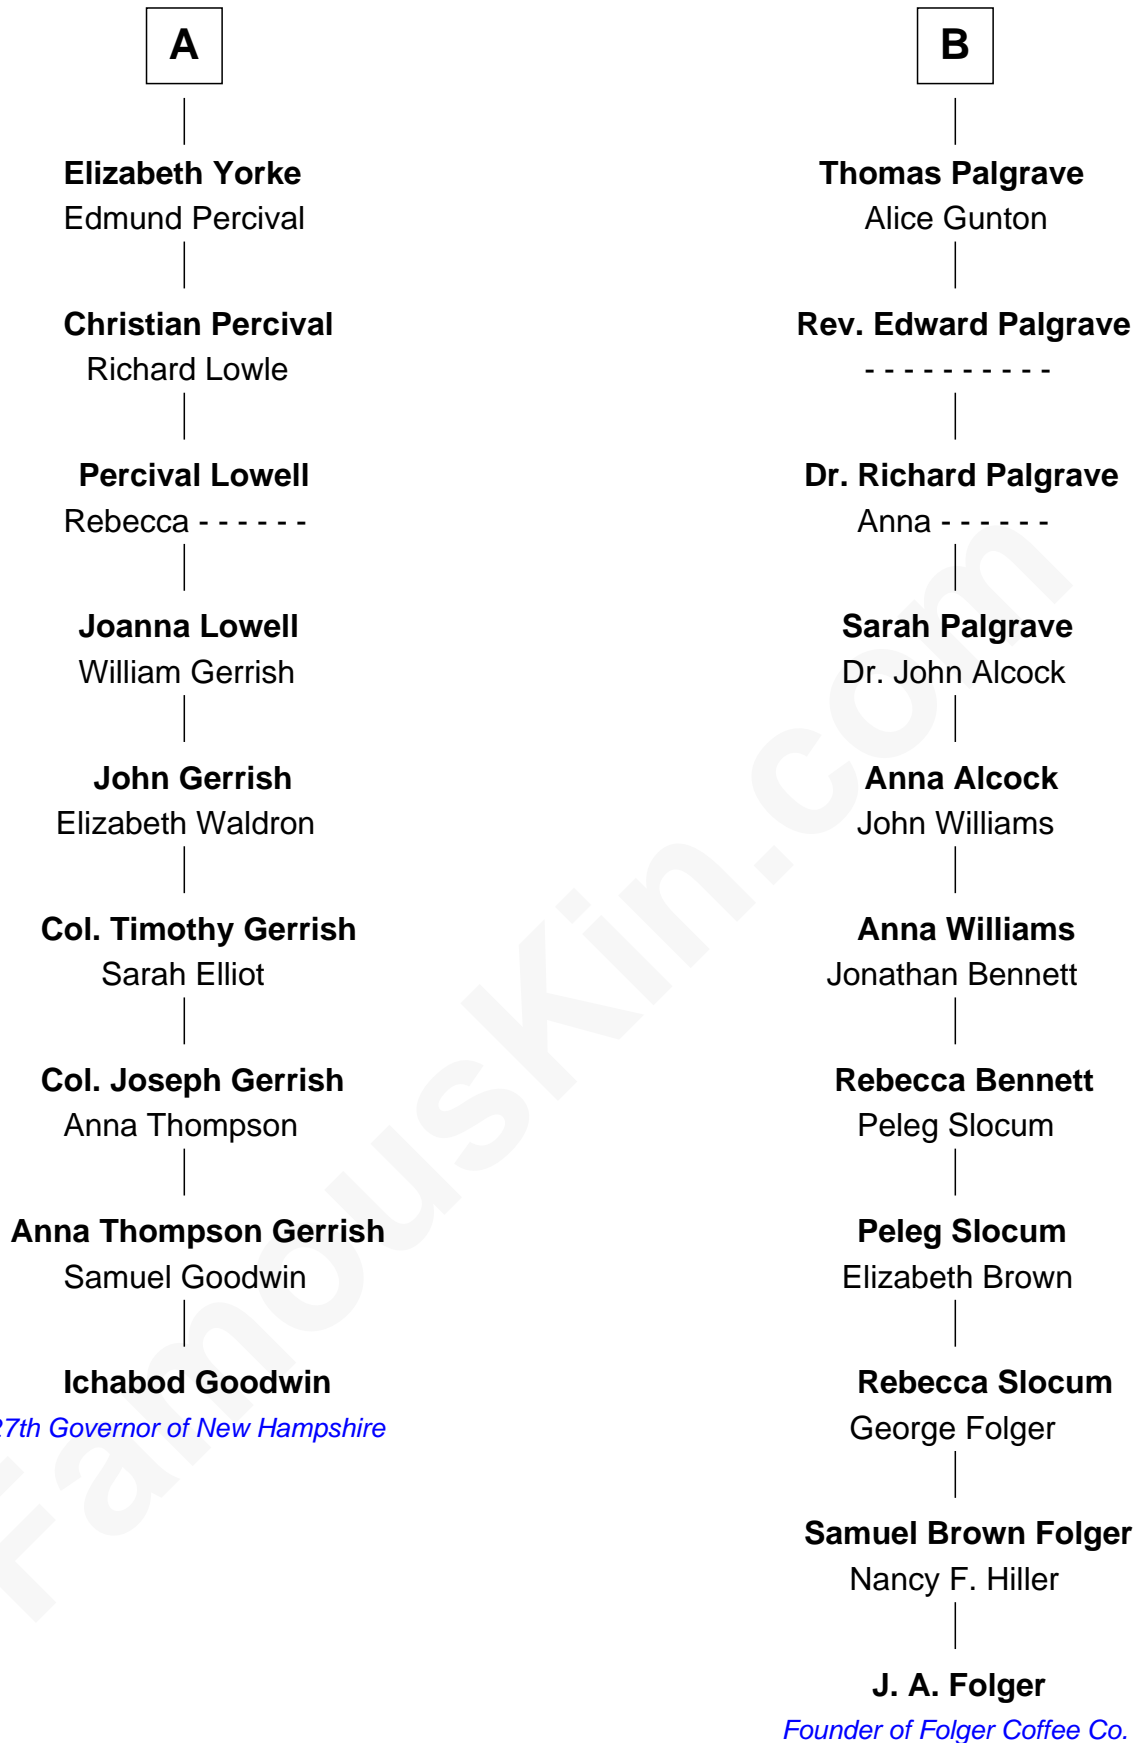 A
Elizabeth Yorke
Edmund Percival
Christian Percival
Richard Lowle
Percival Lowell
Rebecca - - - - - -
Joanna Lowell
William Gerrish
John Gerrish
Elizabeth Waldron
Col. Timothy Gerrish
Sarah Elliot
Col. Joseph Gerrish
Anna Thompson
Anna Thompson Gerrish
Samuel Goodwin
Ichabod Goodwin
27th Governor of New Hampshire
B
Thomas Palgrave
Alice Gunton
Rev. Edward Palgrave
- - - - - - - - - -
Dr. Richard Palgrave
Anna - - - - - -
Sarah Palgrave
Dr. John Alcock
Anna Alcock
John Williams
Anna Williams
Jonathan Bennett
Rebecca Bennett
Peleg Slocum
Peleg Slocum
Elizabeth Brown
Rebecca Slocum
George Folger
Samuel Brown Folger
Nancy F. Hiller
J. A. Folger
Founder of Folger Coffee Co.
FamousKin.com